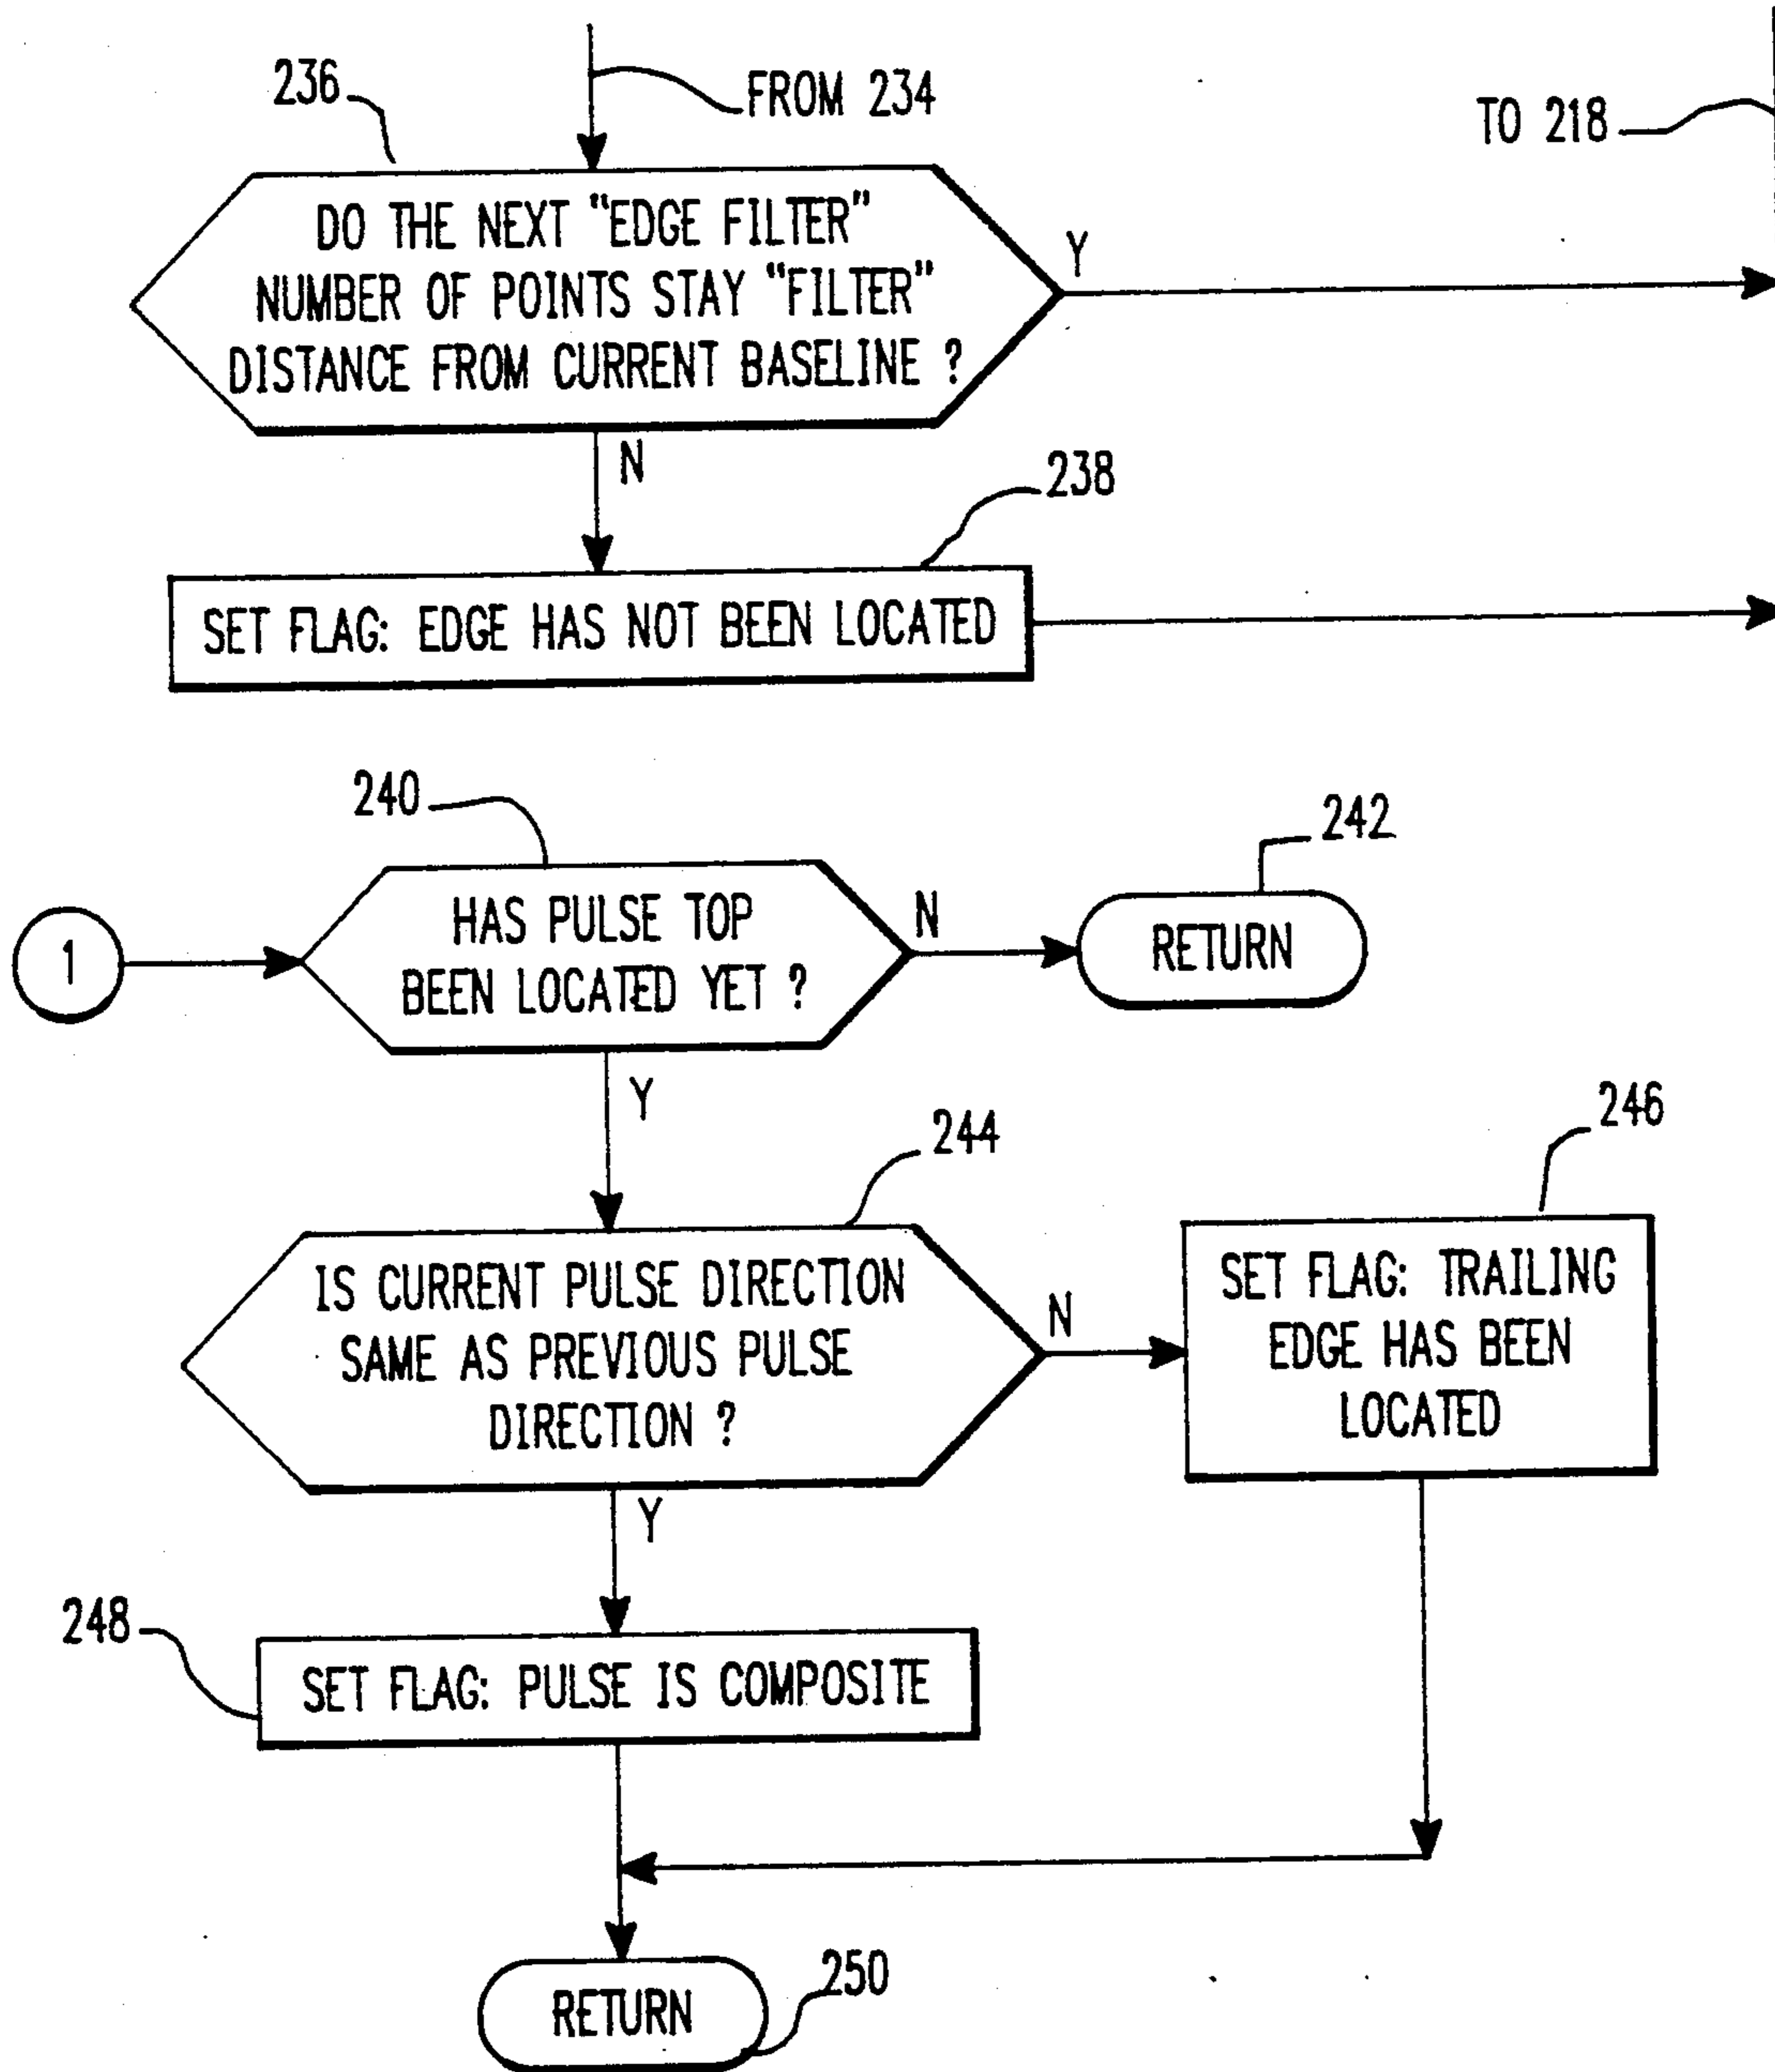 236
FROM 234
TO 218
DO THE NEXT "EDGE FILTER"
NUMBER OF POINTS STAY "FILTER"
DISTANCE FROM CURRENT BASELINE ?
Y
N
238
SET FLAG: EDGE HAS NOT BEEN LOCATED
240
242
1
HAS PULSE TOP
BEEN LOCATED YET ?
N
RETURN
Y
244
246
IS CURRENT PULSE DIRECTION
SAME AS PREVIOUS PULSE
DIRECTION ?
N
SET FLAG: TRAILING
EDGE HAS BEEN
LOCATED
Y
248
SET FLAG: PULSE IS COMPOSITE
RETURN
250